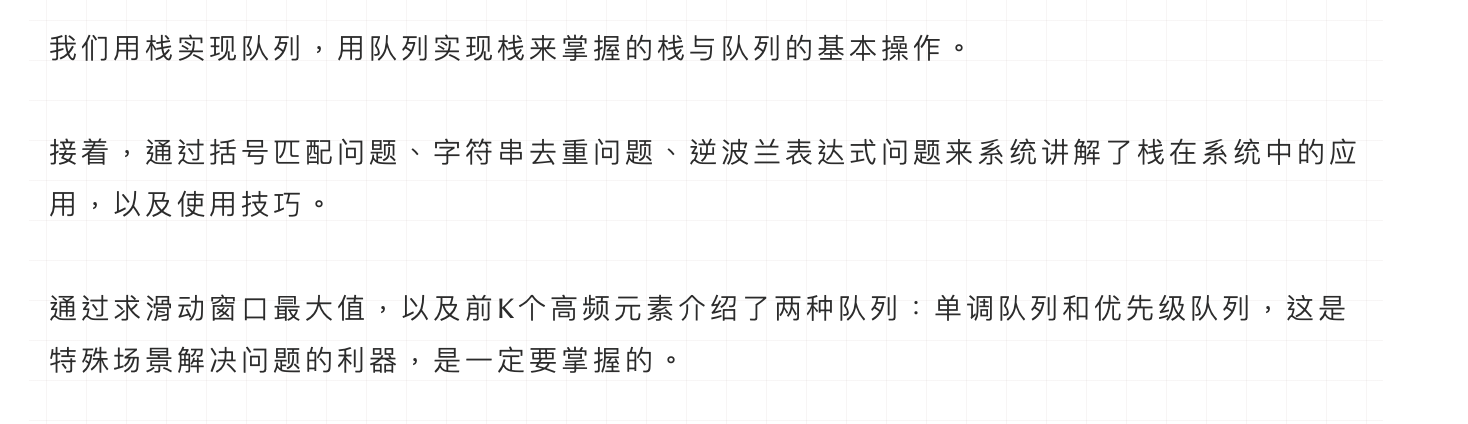 我们用栈实现队列，用队列实现栈来掌握的栈与队列的基本操作。
接着，通过括号匹配问题、字符串去重问题、逆波兰表达式问题来系统讲解了栈在系统中的应
用，以及使用技巧。
通过求滑动窗口最大值，以及前K个高频元素介绍了两种队列：单调队列和优先级队列，这是
特殊场景解决问题的利器，是一定要掌握的。